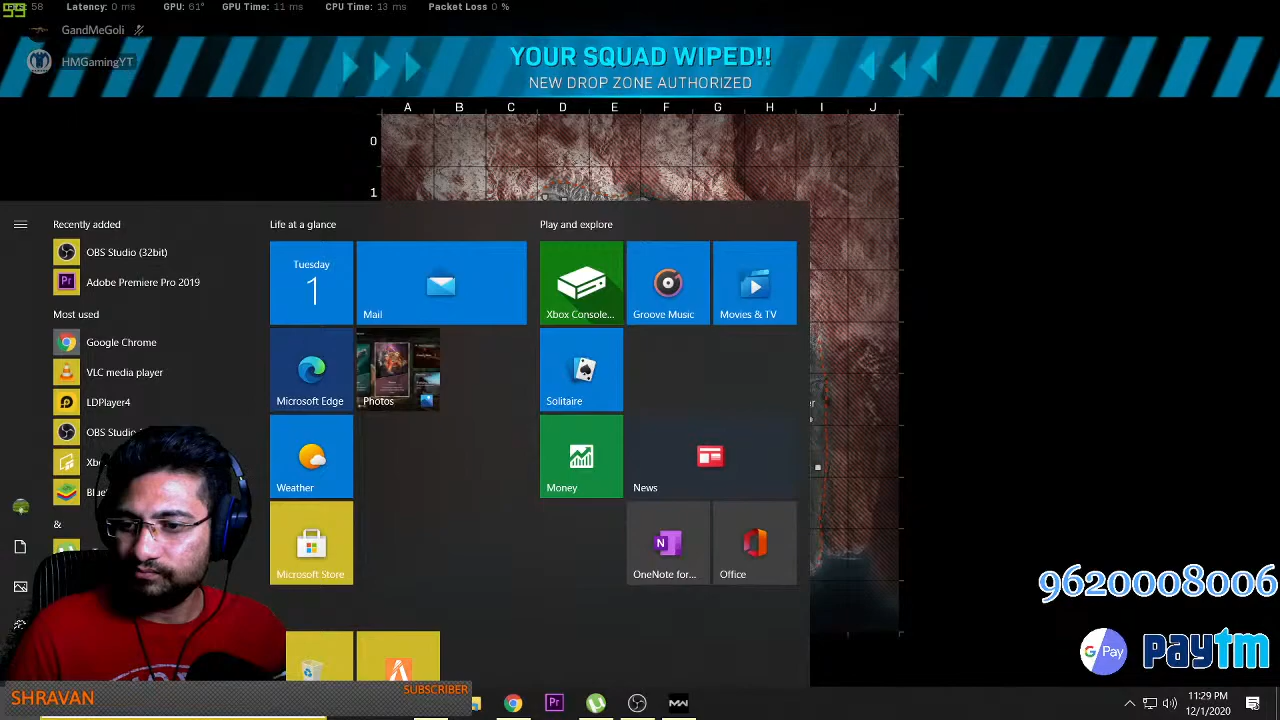 FPS: 58 Latency: 0 ms GPU: 61° GPU Time: 11 ms CPU Time: 13 ms Packet Loss 0 %
GandMeGoli
HMGamingYT
YOUR SQUAD WIPED!!
NEW DROP ZONE AUTHORIZED
A B C D E F G H I J
0
1
Recently added
OBS Studio (32bit)
Adobe Premiere Pro 2019
Most used
Google Chrome
VLC media player
LDPlayer4
OBS Studio
&
Life at a glance
Tuesday
1
Mail
Microsoft Edge
Photos
Weather
Microsoft Store
Play and explore
Xbox Console...
Groove Music
Movies & TV
Solitaire
Money
News
OneNote for...
Office
9620008006
G Pay
paytm
SHRAVAN
SUBSCRIBER
11:29 PM
12/1/2020